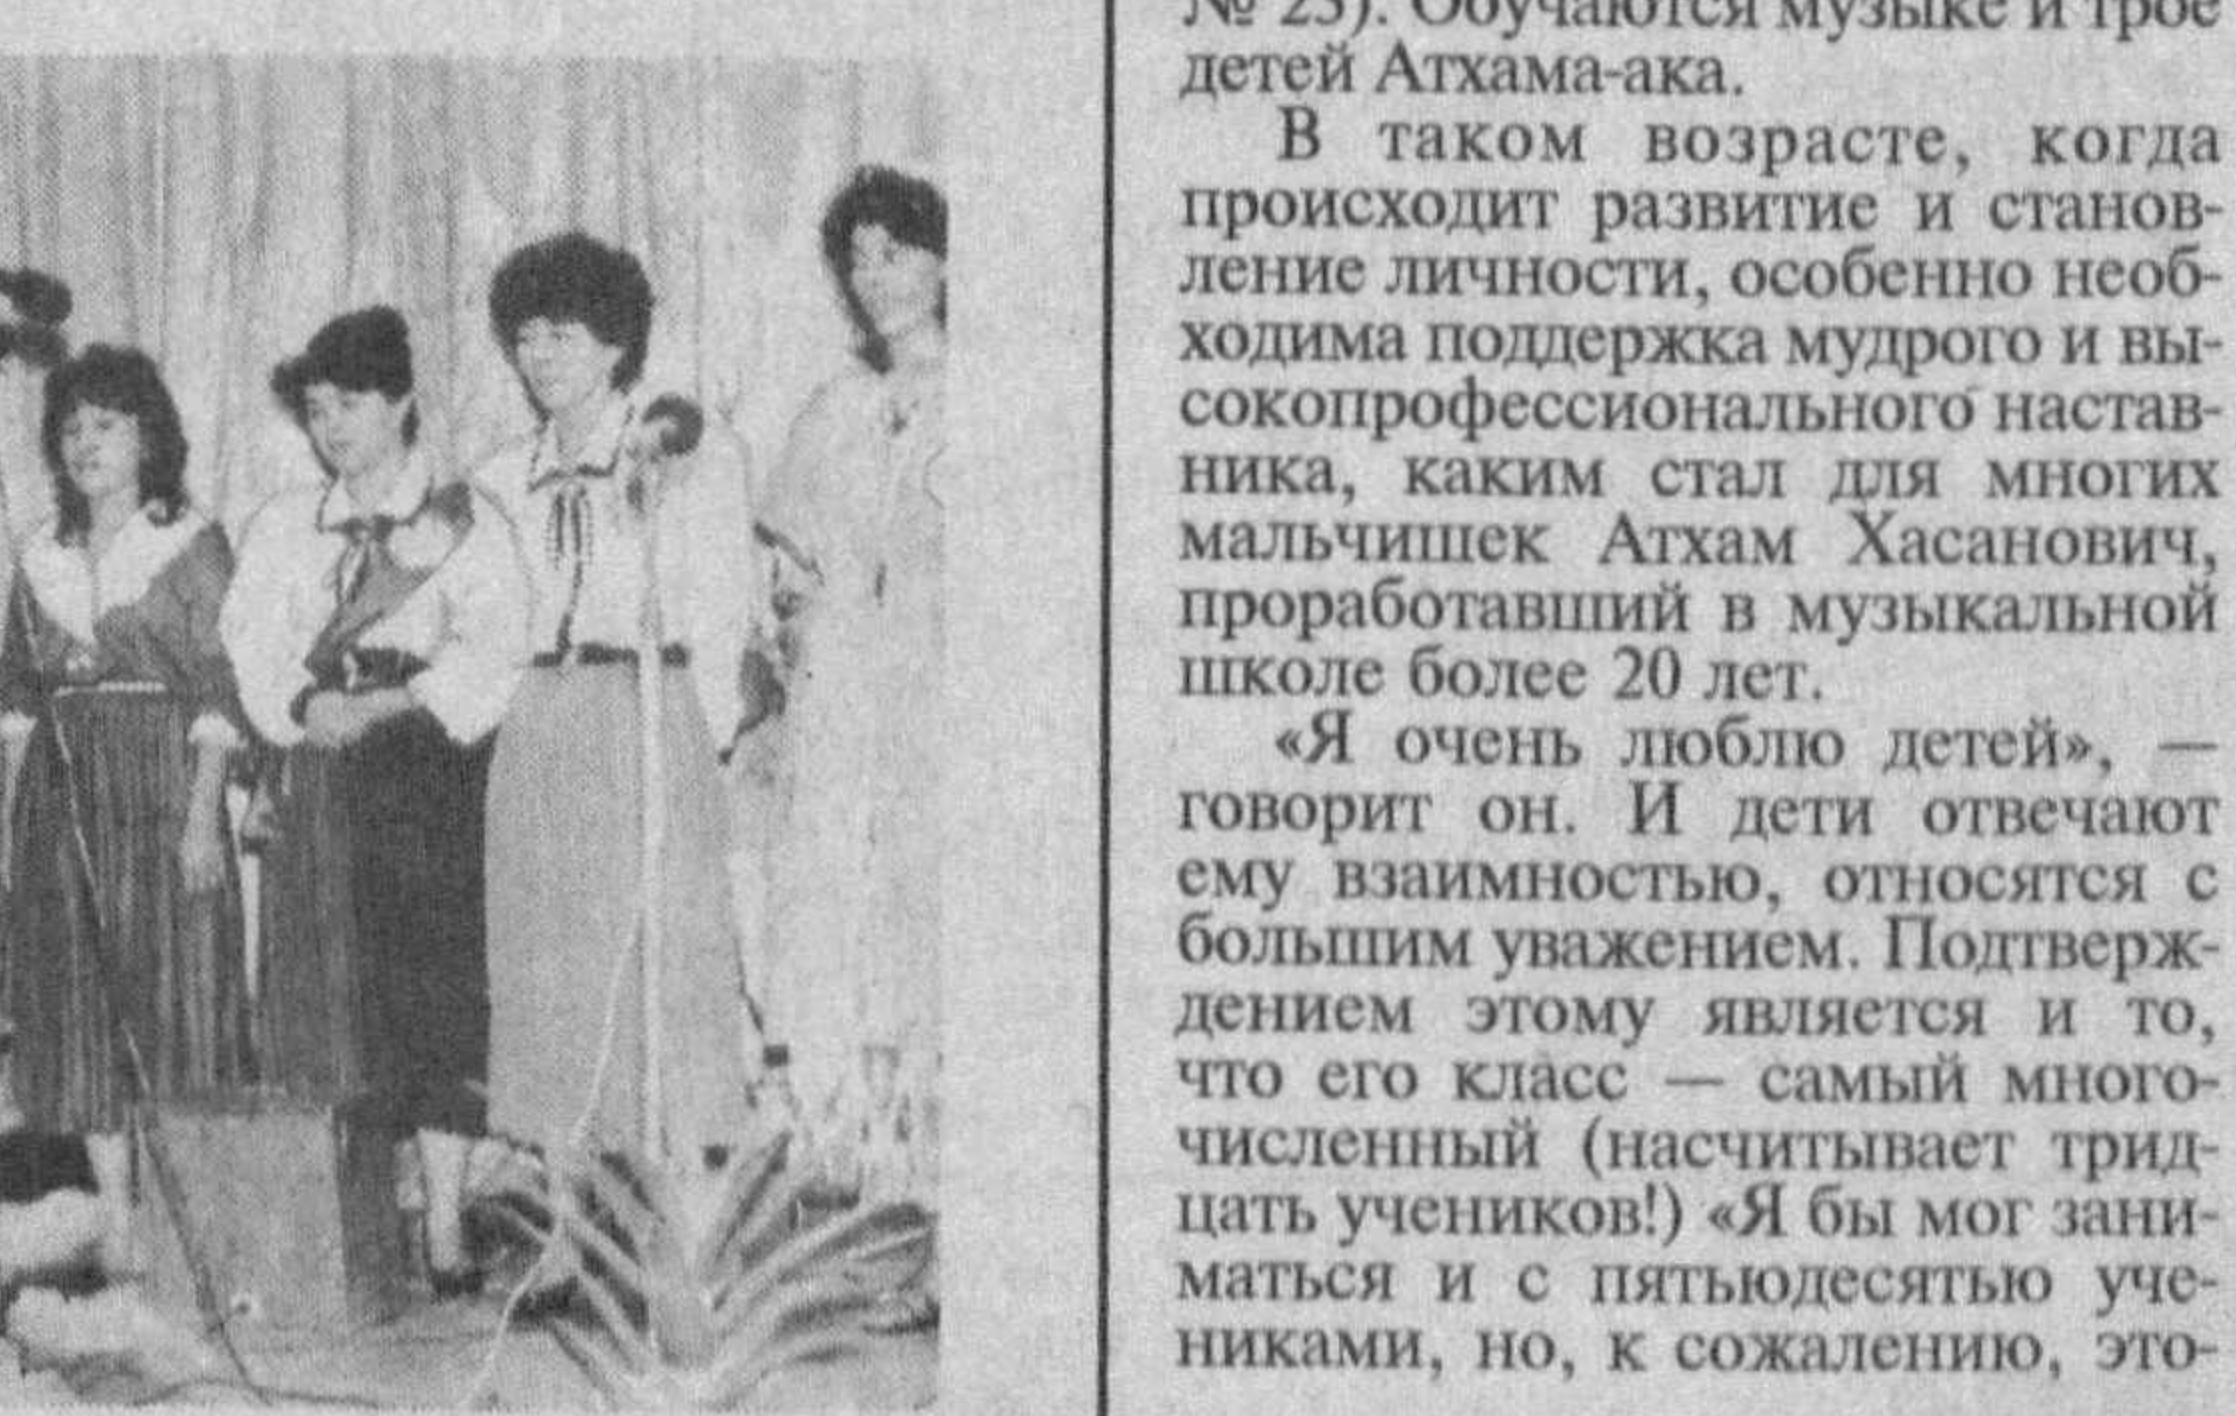 № 23). Обучаются музыке и трое
детей Атхама-ака.
В таком возрасте, когда
происходит развитие и станов-
ление личности, особенно необ-
ходима поддержка мудрого и вы-
сокопрофессионального настав-
ника, каким стал для многих
мальчишек Атхам Хасанович,
проработавший в музыкальной
школе более 20 лет.
«Я очень люблю детей», —
говорит он. И дети отвечают
ему взаимностью, относятся с
большим уважением. Подтверж-
дением этому является и то,
что его класс — самый много-
численный (насчитывает трид-
цать учеников!) «Я бы мог зани-
маться и с пятьюдесятью уче-
никами, но, к сожалению, это-